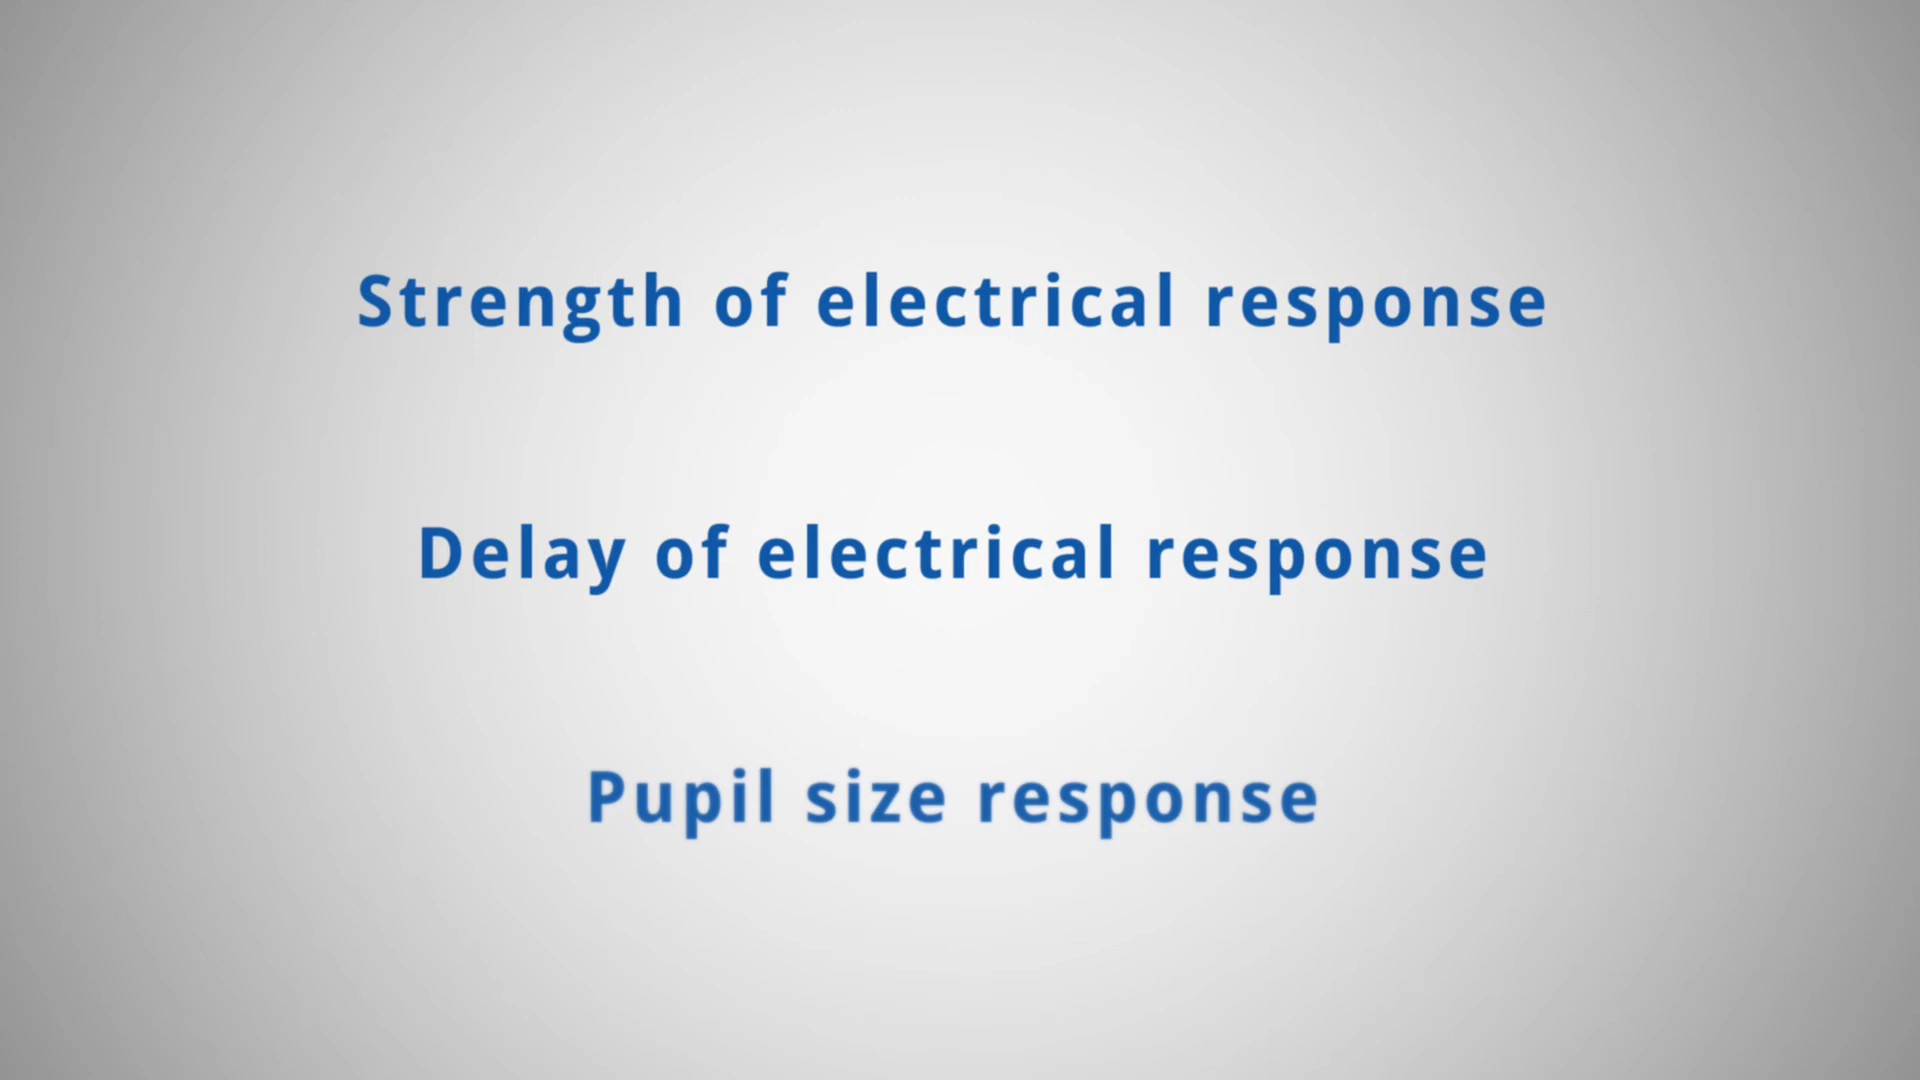 Strength of electrical response
Delay of electrical response
Pupil size response